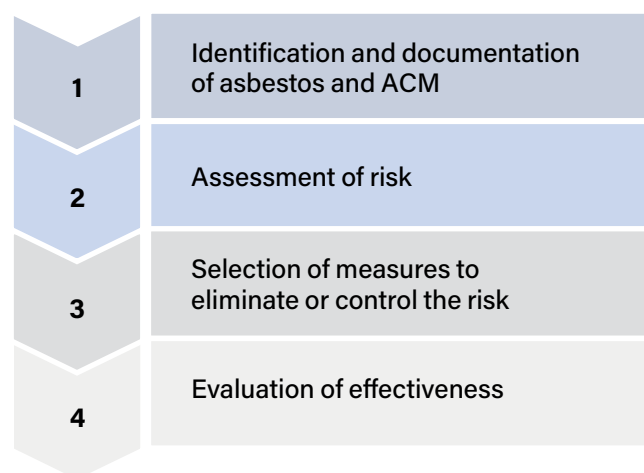 1
Identification and documentation
of asbestos and ACM
2
Assessment of risk
3
Selection of measures to
eliminate or control the risk
4
Evaluation of effectiveness